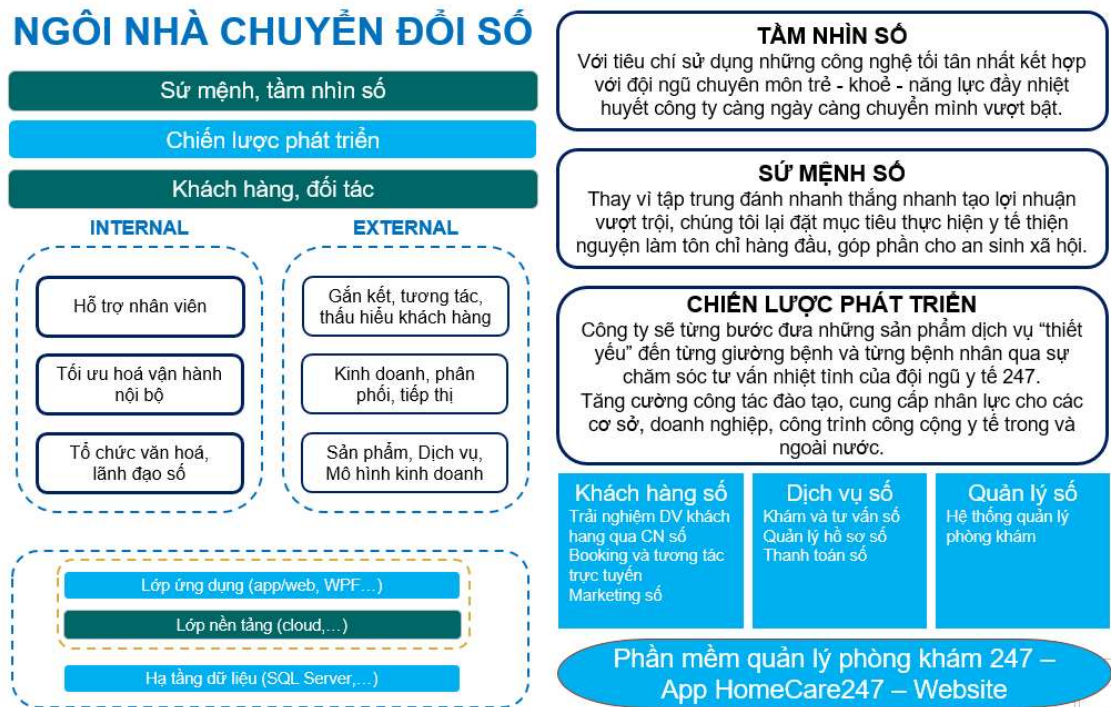 NGÔI NHÀ CHUYỂN ĐỔI SỐ
Sứ mệnh, tầm nhìn số
Chiến lược phát triển
Khách hàng, đối tác
INTERNAL
Hỗ trợ nhân viên
Tối ưu hoá vận hành
nội bộ
Tổ chức văn hoá,
lãnh đạo số
EXTERNAL
Gắn kết, tương tác,
thấu hiểu khách hàng
Kinh doanh, phân
phối, tiếp thị
Sản phẩm, Dịch vụ,
Mô hình kinh doanh
Lớp ứng dụng (app/web, WPF…)
Lớp nền tảng (cloud,…)
Hạ tầng dữ liệu (SQL Server,…)
TẦM NHÌN SỐ
Với tiêu chí sử dụng những công nghệ tối tân nhất kết hợp
với đội ngũ chuyên môn trẻ - khoẻ - năng lực đầy nhiệt
huyết công ty càng ngày càng chuyển mình vượt bật.
SỨ MỆNH SỐ
Thay vì tập trung đánh nhanh thắng nhanh tạo lợi nhuận
vượt trội, chúng tôi lại đặt mục tiêu thực hiện y tế thiện
nguyện làm tôn chỉ hàng đầu, góp phần cho an sinh xã hội.
CHIẾN LƯỢC PHÁT TRIỂN
Công ty sẽ từng bước đưa những sản phẩm dịch vụ “thiết
yếu” đến từng giường bệnh và từng bệnh nhân qua sự
chăm sóc tư vấn nhiệt tình của đội ngũ y tế 247.
Tăng cường công tác đào tạo, cung cấp nhân lực cho các
cơ sở, doanh nghiệp, công trình công cộng y tế trong và
ngoài nước.
Khách hàng số
Trải nghiệm DV khách
hang qua CN số
Booking và tương tác
trực tuyến
Marketing số
Dịch vụ số
Khám và tư vấn số
Quản lý hồ sơ số
Thanh toán số
Quản lý số
Hệ thống quản lý
phòng khám
Phần mềm quản lý phòng khám 247 –
App HomeCare247 – Website